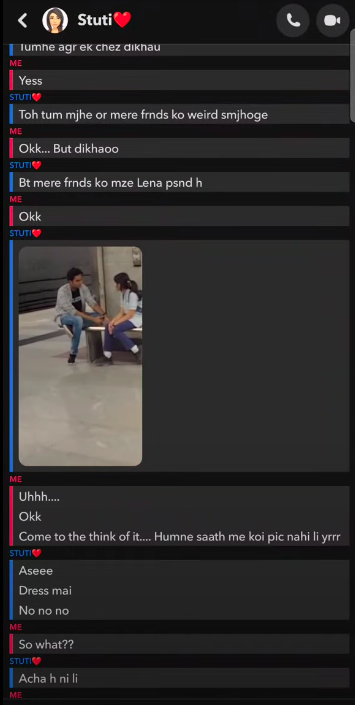 Stuti❤️
Tumhe agr ek chez dikhau
ME
Yess
STUTI❤️
Toh tum mjhe or mere frnds ko weird smjhoge
ME
Okk... But dikhaoo
STUTI❤️
Bt mere frnds ko mze Lena psnd h
ME
Okk
STUTI❤️
ME
Uhhh....
Okk
Come to the think of it.... Humne saath me koi pic nahi li yrrr
STUTI❤️
Aseee
Dress mai
No no no
ME
So what??
STUTI❤️
Acha h ni li
ME